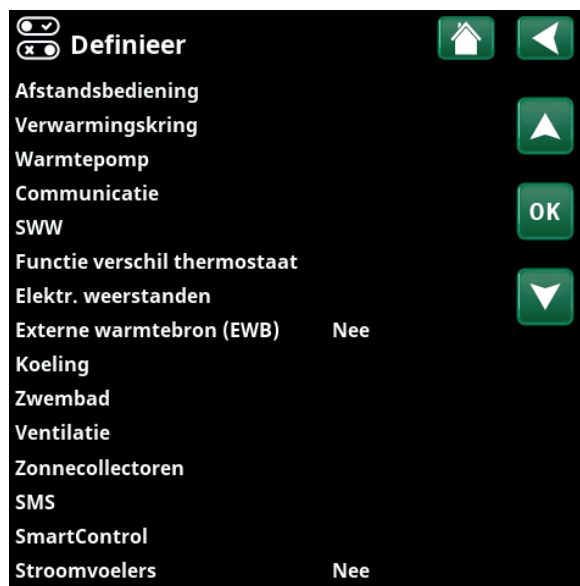 Definieer
Afstandsbediening
Verwarmingskring
Warmtepomp
Communicatie
OK
SWW
Functie verschil thermostaat
Elektr. weerstanden
Externe warmtebron (EWB) Nee
Koeling
Zwembad
Ventilatie
Zonnecollectoren
SMS
SmartControl
Stroomvoelers Nee